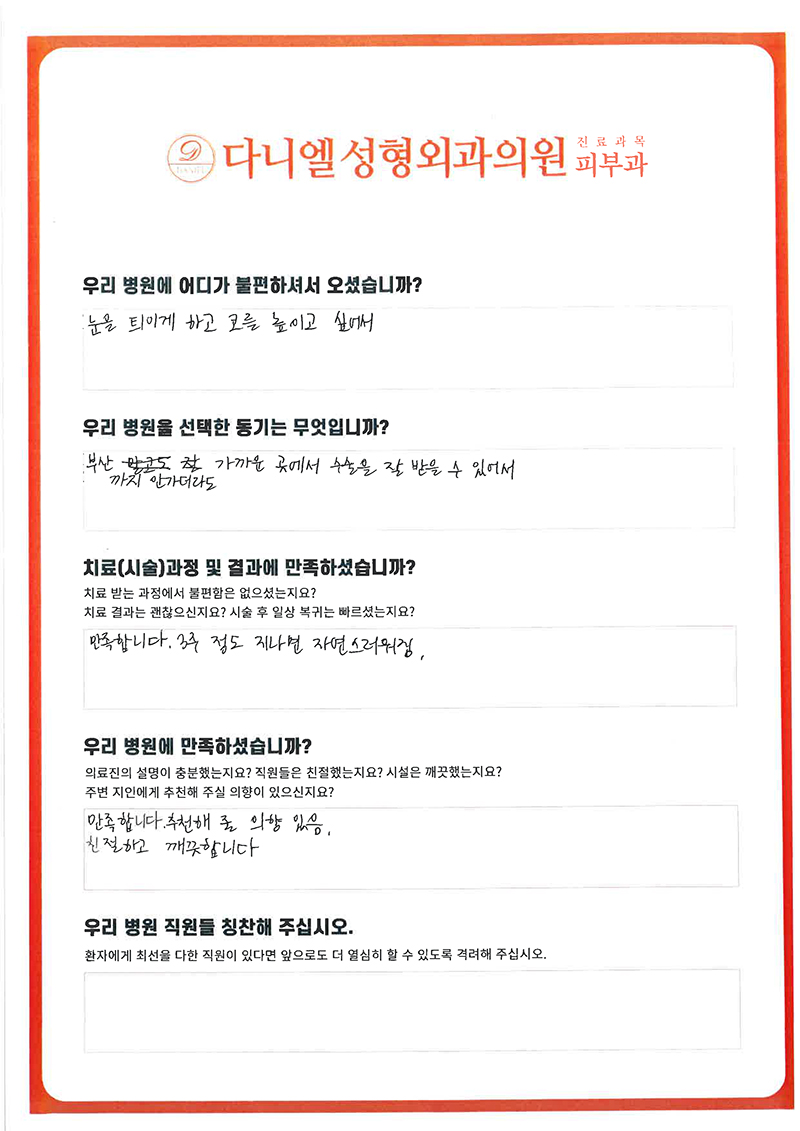 다니엘성형외과의원
진료과목
피부과
우리 병원에 어디가 불편하셔서 오셨습니까?
눈을 틔이게 하고 코를 높이고 싶어서
우리 병원을 선택한 동기는 무엇입니까?
부산 가까운 곳에서 수술을 잘 받을 수 있어서
까지 안가더라도
치료(시술)과정 및 결과에 만족하셨습니까?
치료 받는 과정에서 불편함은 없으셨는지요?
치료 결과는 괜찮으신지요? 시술 후 일상 복귀는 빠르셨는지요?
만족합니다. 3주 정도 지나면 자연스러워짐.
우리 병원에 만족하셨습니까?
의료진의 설명이 충분했는지요? 직원들은 친절했는지요? 시설은 깨끗했는지요?
주변 지인에게 추천해 주실 의향이 있으신지요?
만족합니다. 추천해 줄 의향 있음.
친절하고 깨끗합니다
우리 병원 직원들 칭찬해 주십시오.
환자에게 최선을 다한 직원이 있다면 앞으로도 더 열심히 할 수 있도록 격려해 주십시오.